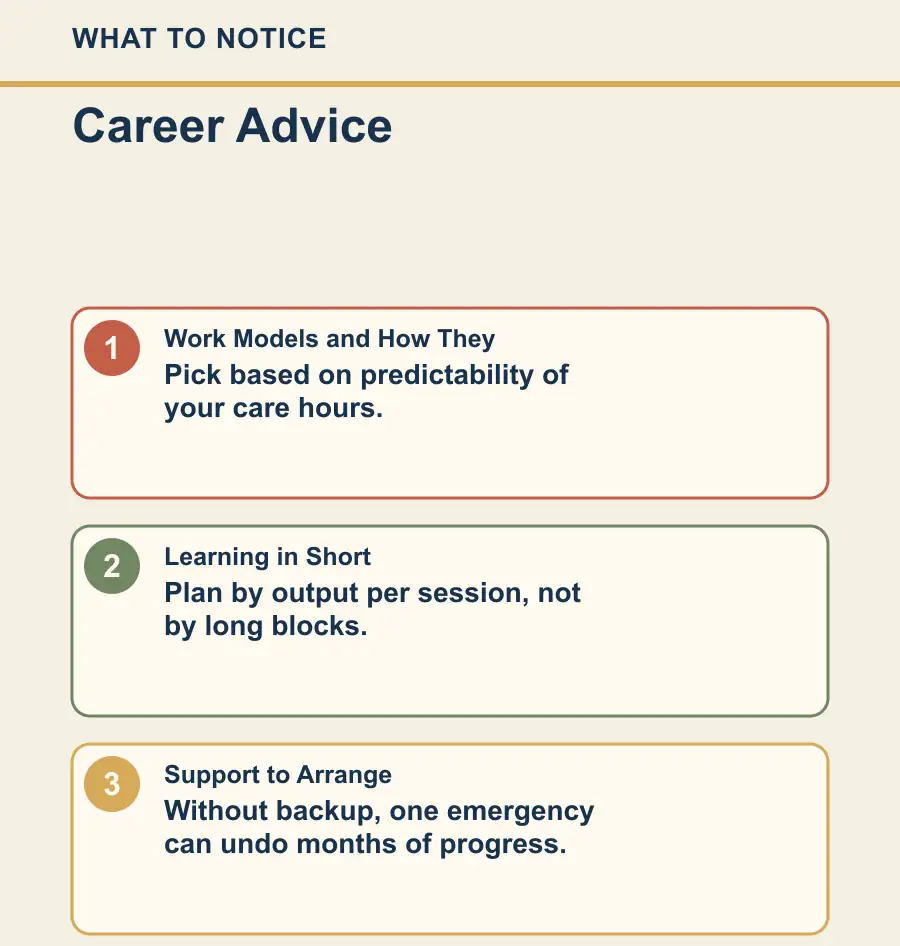 WHAT TO NOTICE
Career Advice
1
Work Models and How They
Pick based on predictability of
your care hours.
2
Learning in Short
Plan by output per session, not
by long blocks.
3
Support to Arrange
Without backup, one emergency
can undo months of progress.